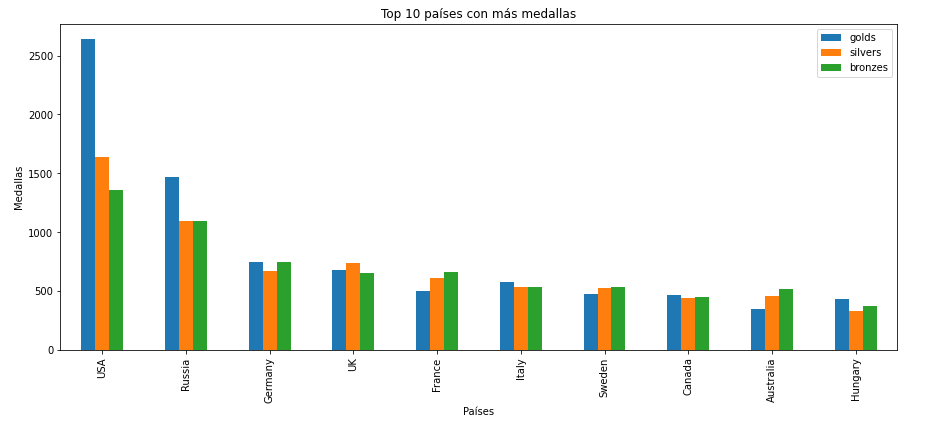 Top 10 países con más medallas
golds
silvers
bronzes
Medallas
2500
2000
1500
1000
500
0
USA
Russia
Germany
UK
France
Italy
Sweden
Canada
Australia
Hungary
Países